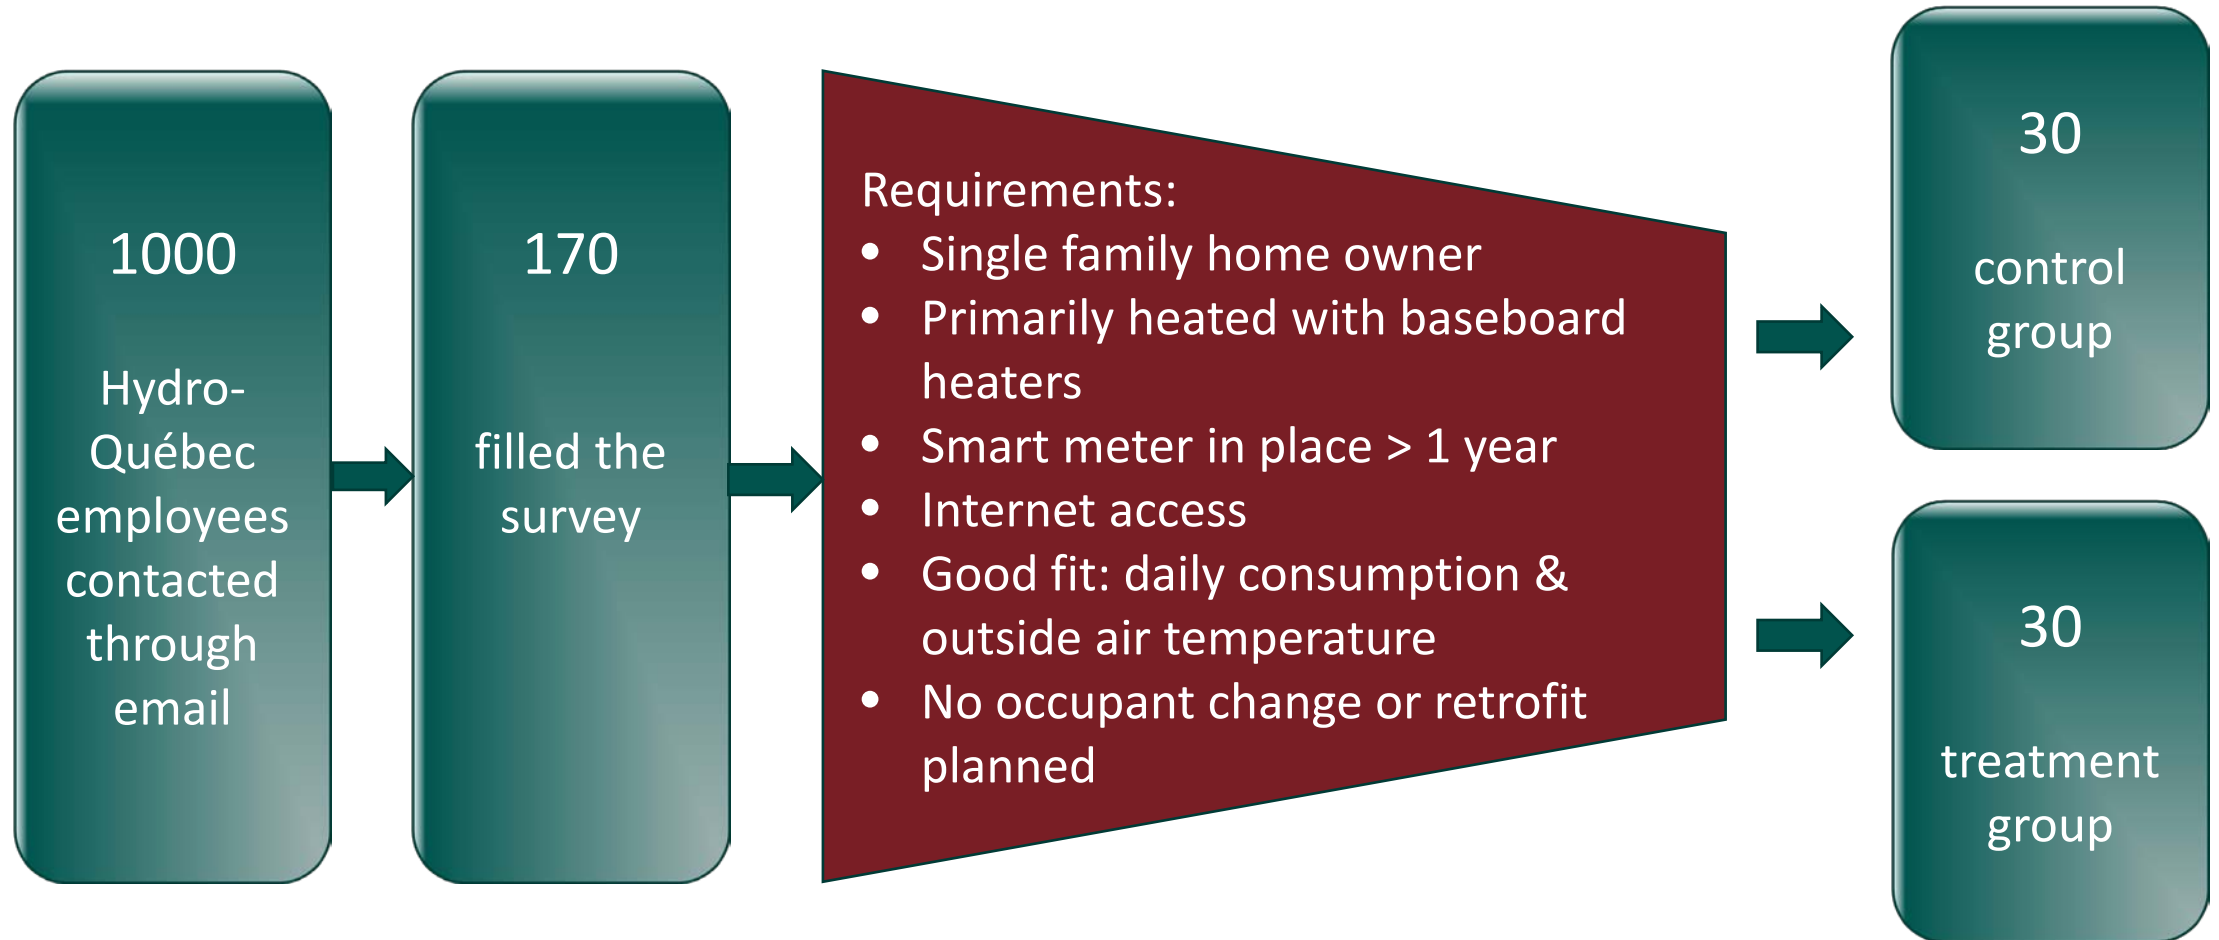 1000
Hydro-
Québec
employees
contacted
through
email
170
filled the
survey
Requirements:
• Single family home owner
• Primarily heated with baseboard
heaters
• Smart meter in place > 1 year
• Internet access
• Good fit: daily consumption &
outside air temperature
• No occupant change or retrofit
planned
30
control
group
30
treatment
group